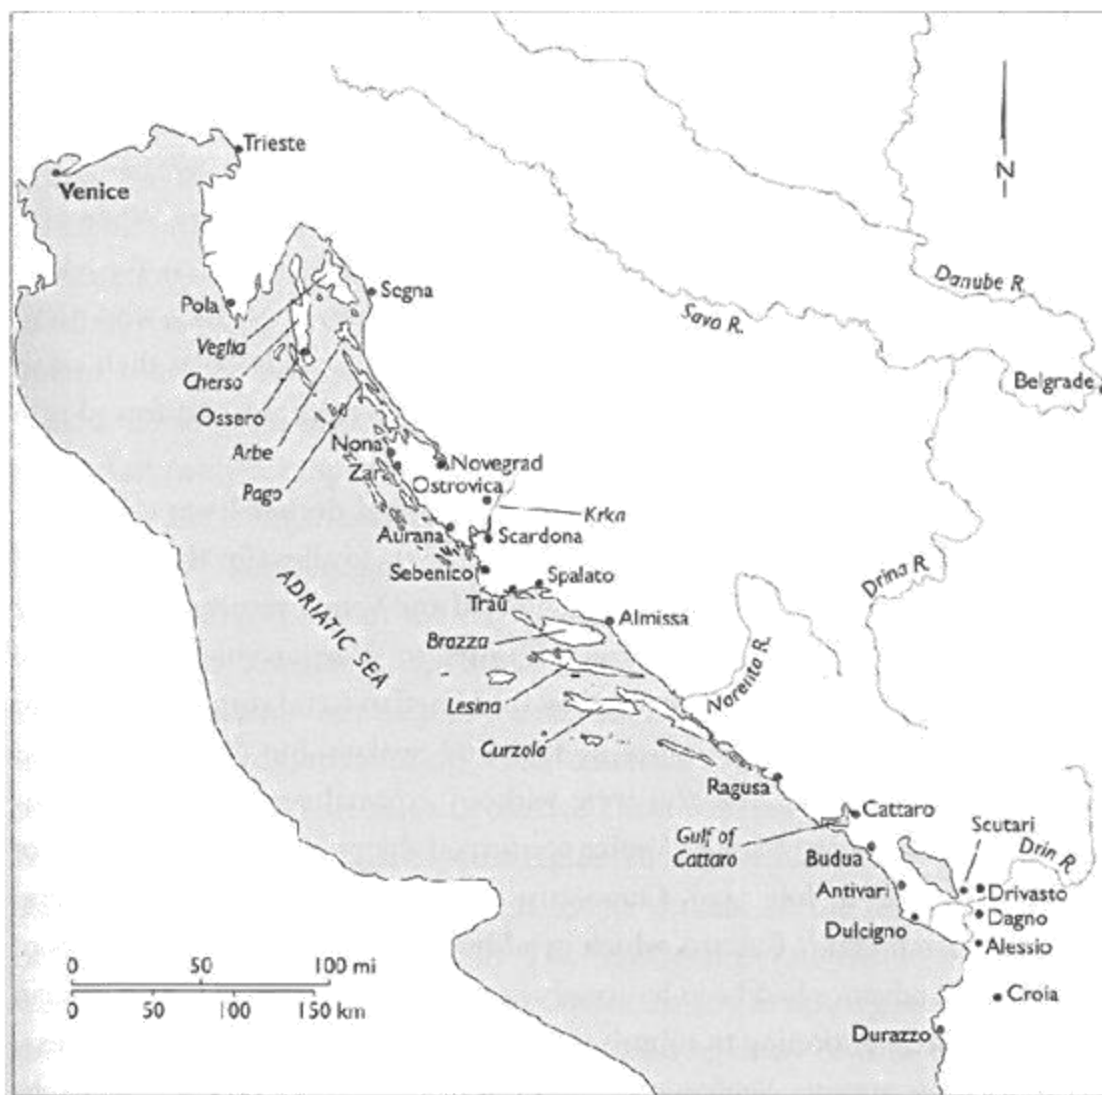 Trieste
Venice
N
Danube R.
Pola
Segna
Sava R.
Veglia
Cherso
Belgrade
Ossero
Arbe
Nona
Novegrad
Zara
Ostrovica
Pago
Krka
Aurana
Scardona
Sebenico
Spalato
Traù
Drina R.
ADRIATIC SEA
Almissa
Brazza
Narenta R.
Lesina
Curzola
Ragusa
Cattaro
Gulf of
Cattaro
Scutari
Budua
Drin R.
Antivari
Drivasto
Dulcigno
Dagno
Alessio
0 50 100 mi
0 50 100 150 km
Croia
Durazzo